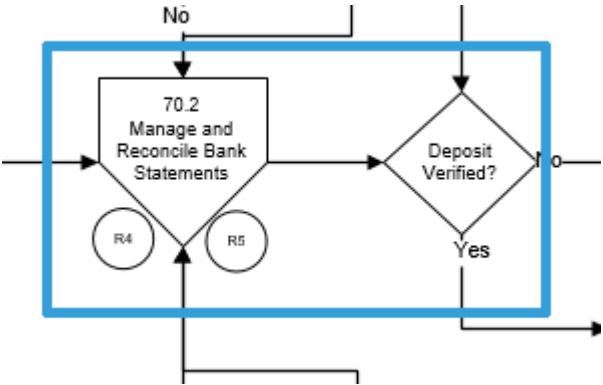 No
70.2
Manage and
Reconcile Bank
Statements
Deposit
Verified?
No
R4
R5
Yes